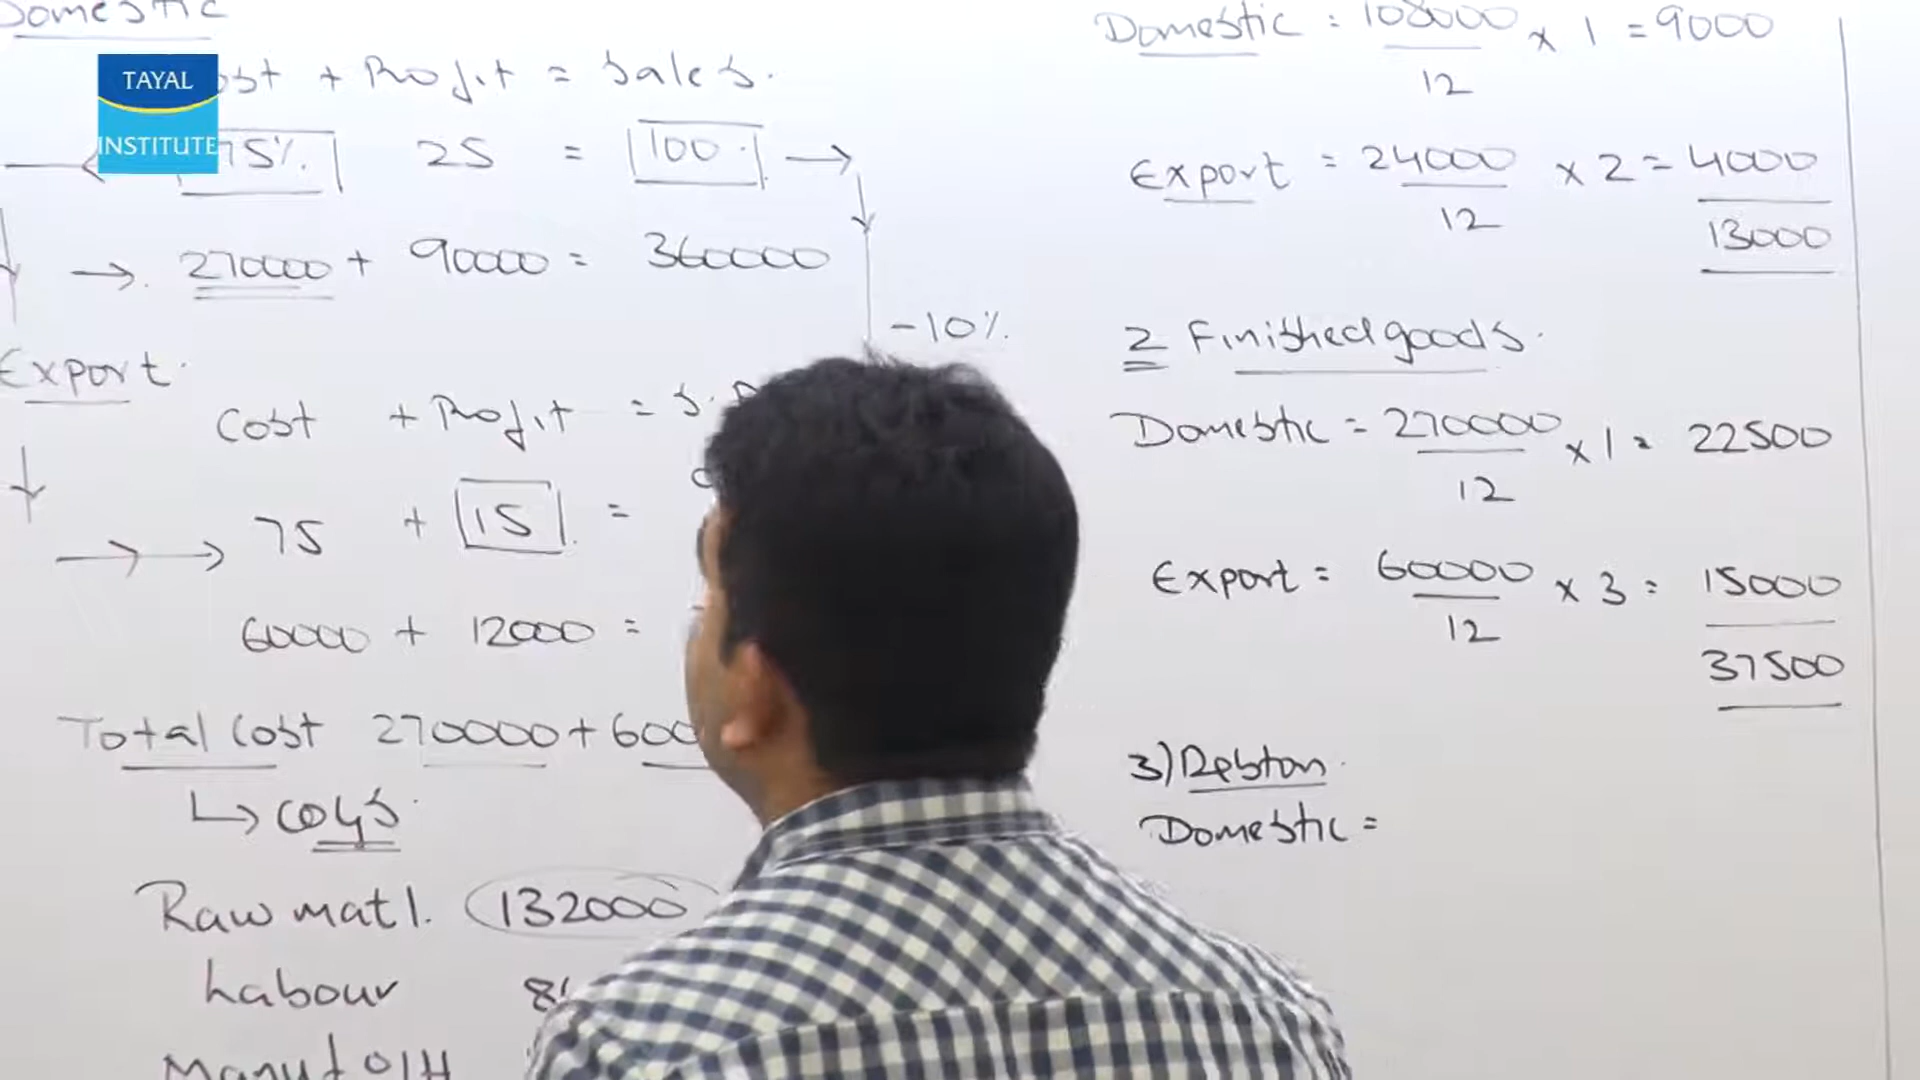 Domestic
TAYAL
INSTITUTE
ost + Profit = Sales.
75% 25 = 100
→ 270000 + 90000 = 360000
-10%
Export
Cost + Profit = S.
75 + 15 =
60000 + 12000 =
Total Cost 270000 + 600
↳ COGS
Raw matl. 132000
Labour 8
Manuf O/H
Domestic = 108000/12 x 1 = 9000
Export = 24000/12 x 2 = 4000
13000
2 Finished goods.
Domestic = 270000/12 x 1 = 22500
Export = 60000/12 x 3 = 15000
37500
3) Debtors
Domestic =